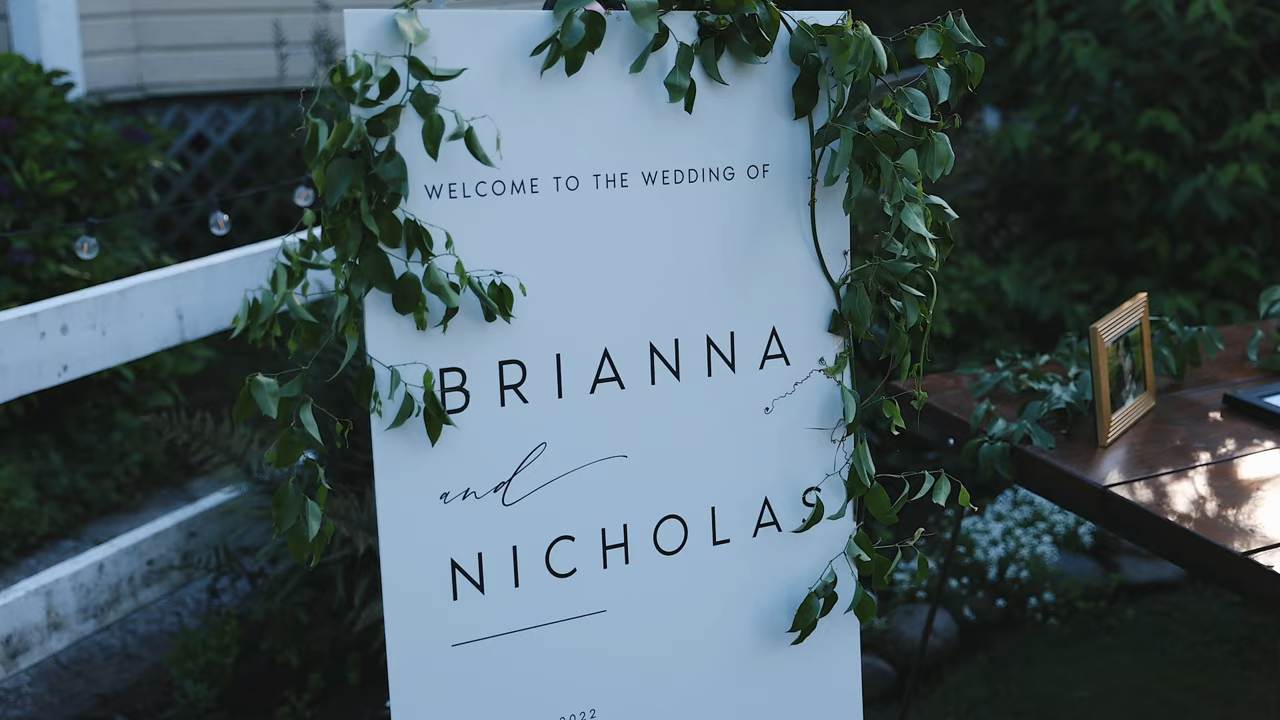 WELCOME TO THE WEDDING OF
BRIANNA
and
NICHOLAS
2022